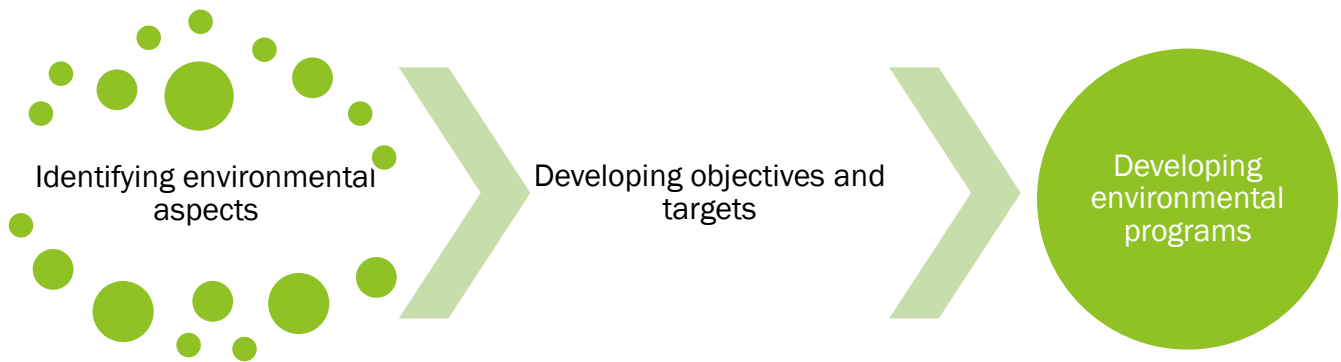 Identifying environmental
aspects
Developing objectives and
targets
Developing
environmental
programs